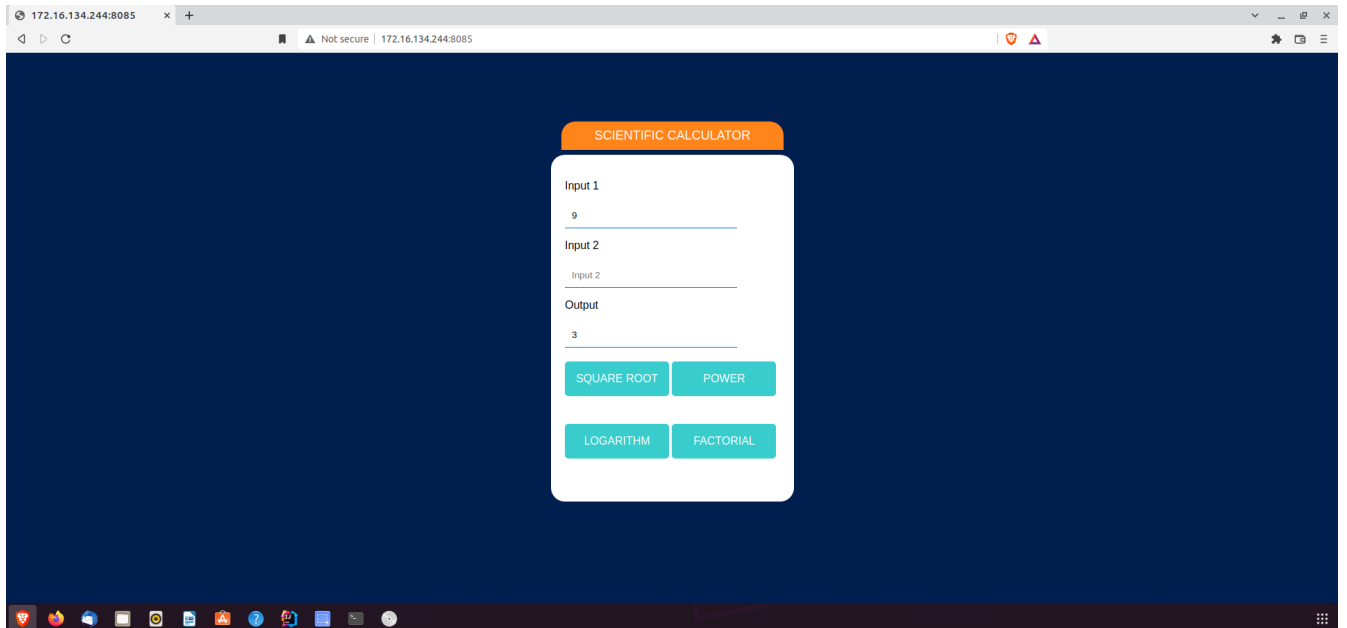 172.16.134.244:8085
Not secure 172.16.134.244:8085
SCIENTIFIC CALCULATOR
Input 1
9
Input 2
Input 2
Output
3
SQUARE ROOT POWER
LOGARITHM FACTORIAL